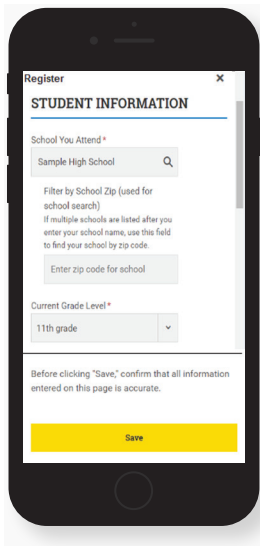 Register ×
STUDENT INFORMATION
School You Attend *
Sample High School
Filter by School Zip (used for
school search)
If multiple schools are listed after you
enter your school name, use this field
to find your school by zip code.
Enter zip code for school
Current Grade Level *
11th grade
Before clicking "Save," confirm that all information
entered on this page is accurate.
Save